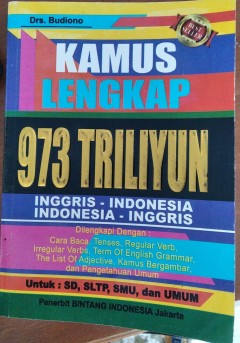 Drs. Budiono
BEST SELLER
KAMUS
LENGKAP
973 TRILIYUN
INGGRIS - INDONESIA
INDONESIA - INGGRIS
Dilengkapi Dengan :
Cara Baca, Tenses, Regular Verb,
Irregular Verbs, Term Of English Grammar,
The List Of Adjective, Kamus Bergambar,
dan Pengetahuan Umum
Untuk : SD, SLTP, SMU, dan UMUM
Penerbit BINTANG INDONESIA Jakarta